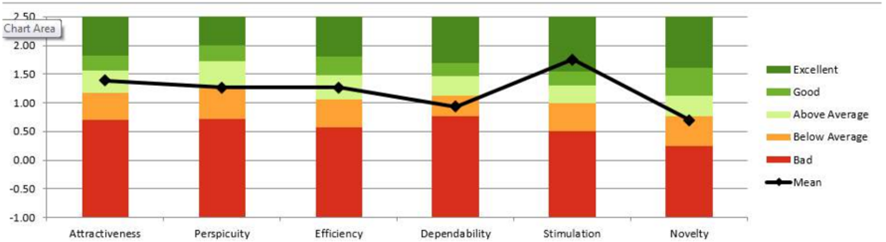 2.50
Chart Area
2.00
1.50
1.00
0.50
0.00
-0.50
-1.00
Attractiveness Perspicuity Efficiency Dependability Stimulation Novelty
Excellent
Good
Above Average
Below Average
Bad
Mean